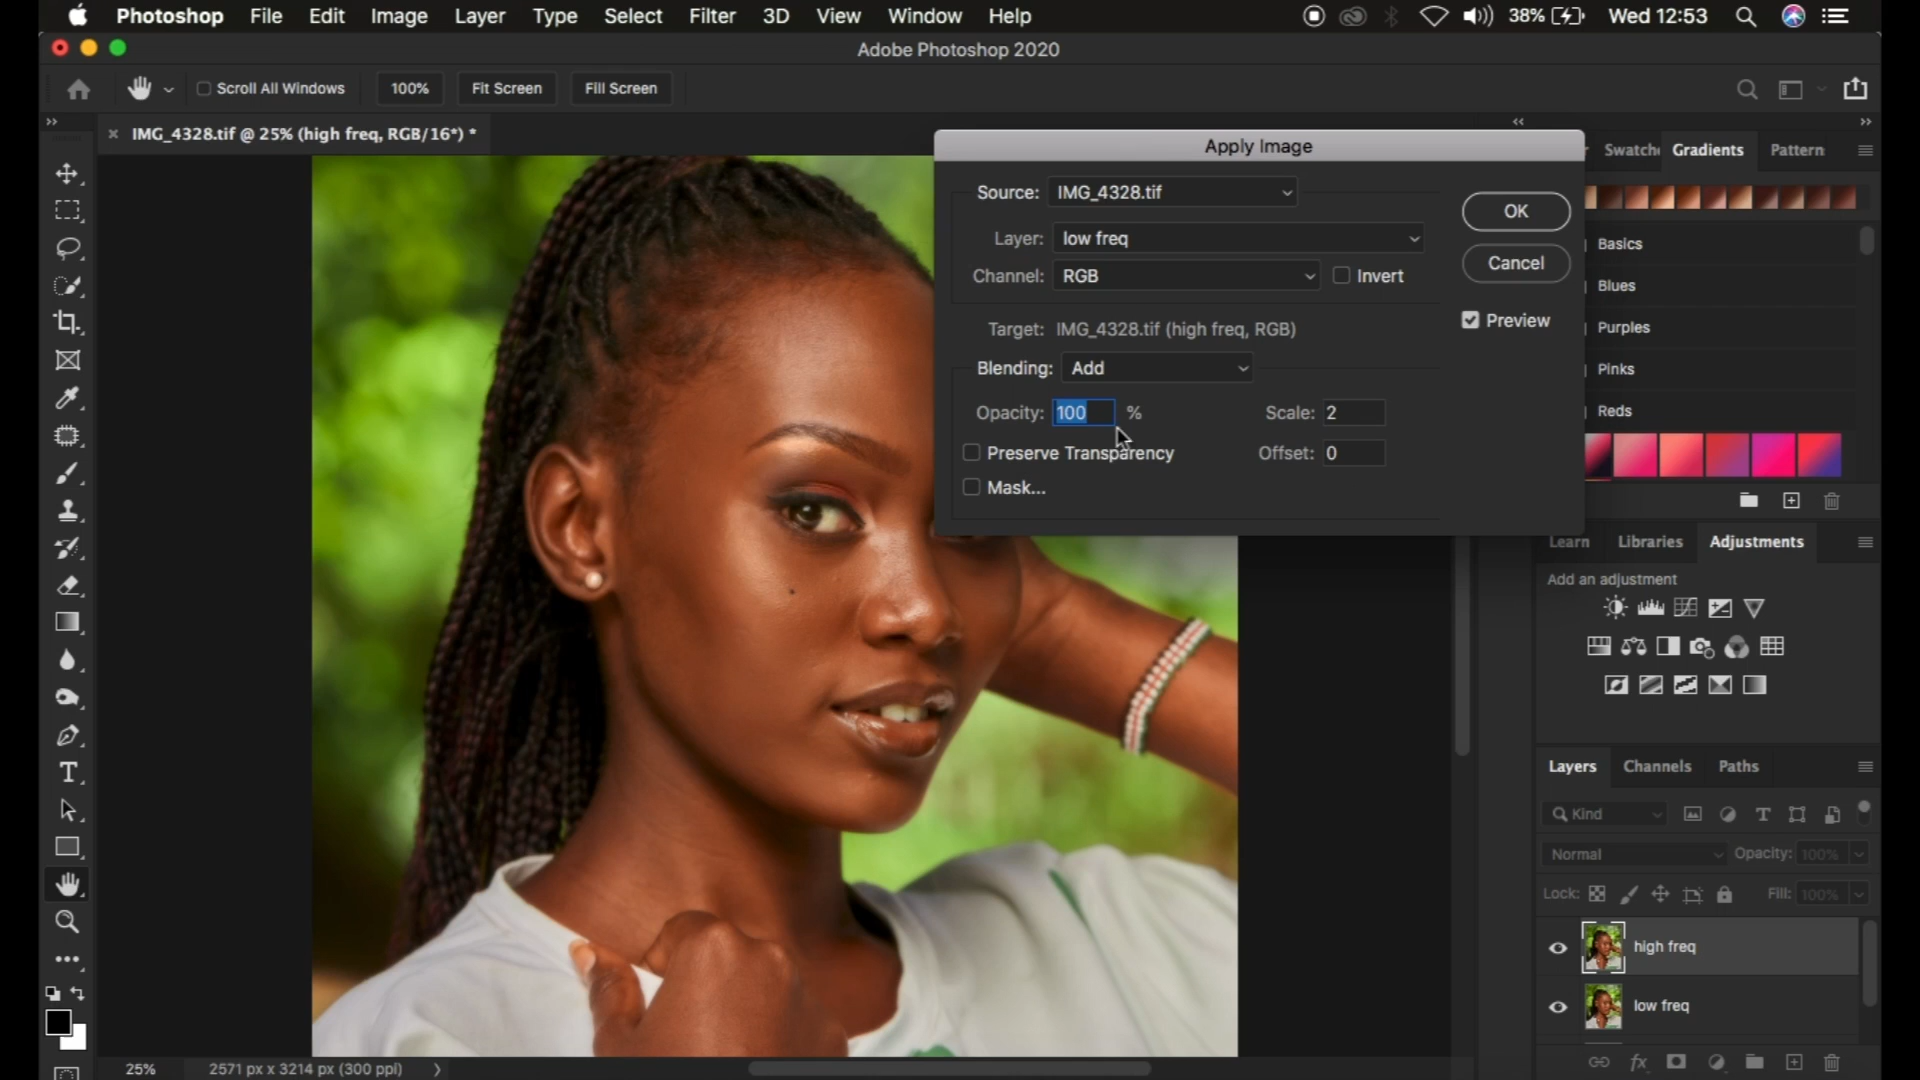 Photoshop File Edit Image Layer Type Select Filter 3D View Window Help 38% Wed 12:53
Adobe Photoshop 2020
Scroll All Windows 100% Fit Screen Fill Screen
IMG_4328.tif @ 25% (high freq, RGB/16*) *
Apply Image
Source: IMG_4328.tif
Layer: low freq
Channel: RGB Invert
Target: IMG_4328.tif (high freq, RGB)
Blending: Add
Opacity: 100 % Scale: 2
Preserve Transparency Offset: 0
Mask...
OK
Cancel
Preview
Swatche Gradients Pattern
Basics
Blues
Purples
Pinks
Reds
Learn Libraries Adjustments
Add an adjustment
Layers Channels Paths
Kind
Normal Opacity: 100%
Lock: Fill: 100%
high freq
low freq
25% 2571 px x 3214 px (300 ppi)